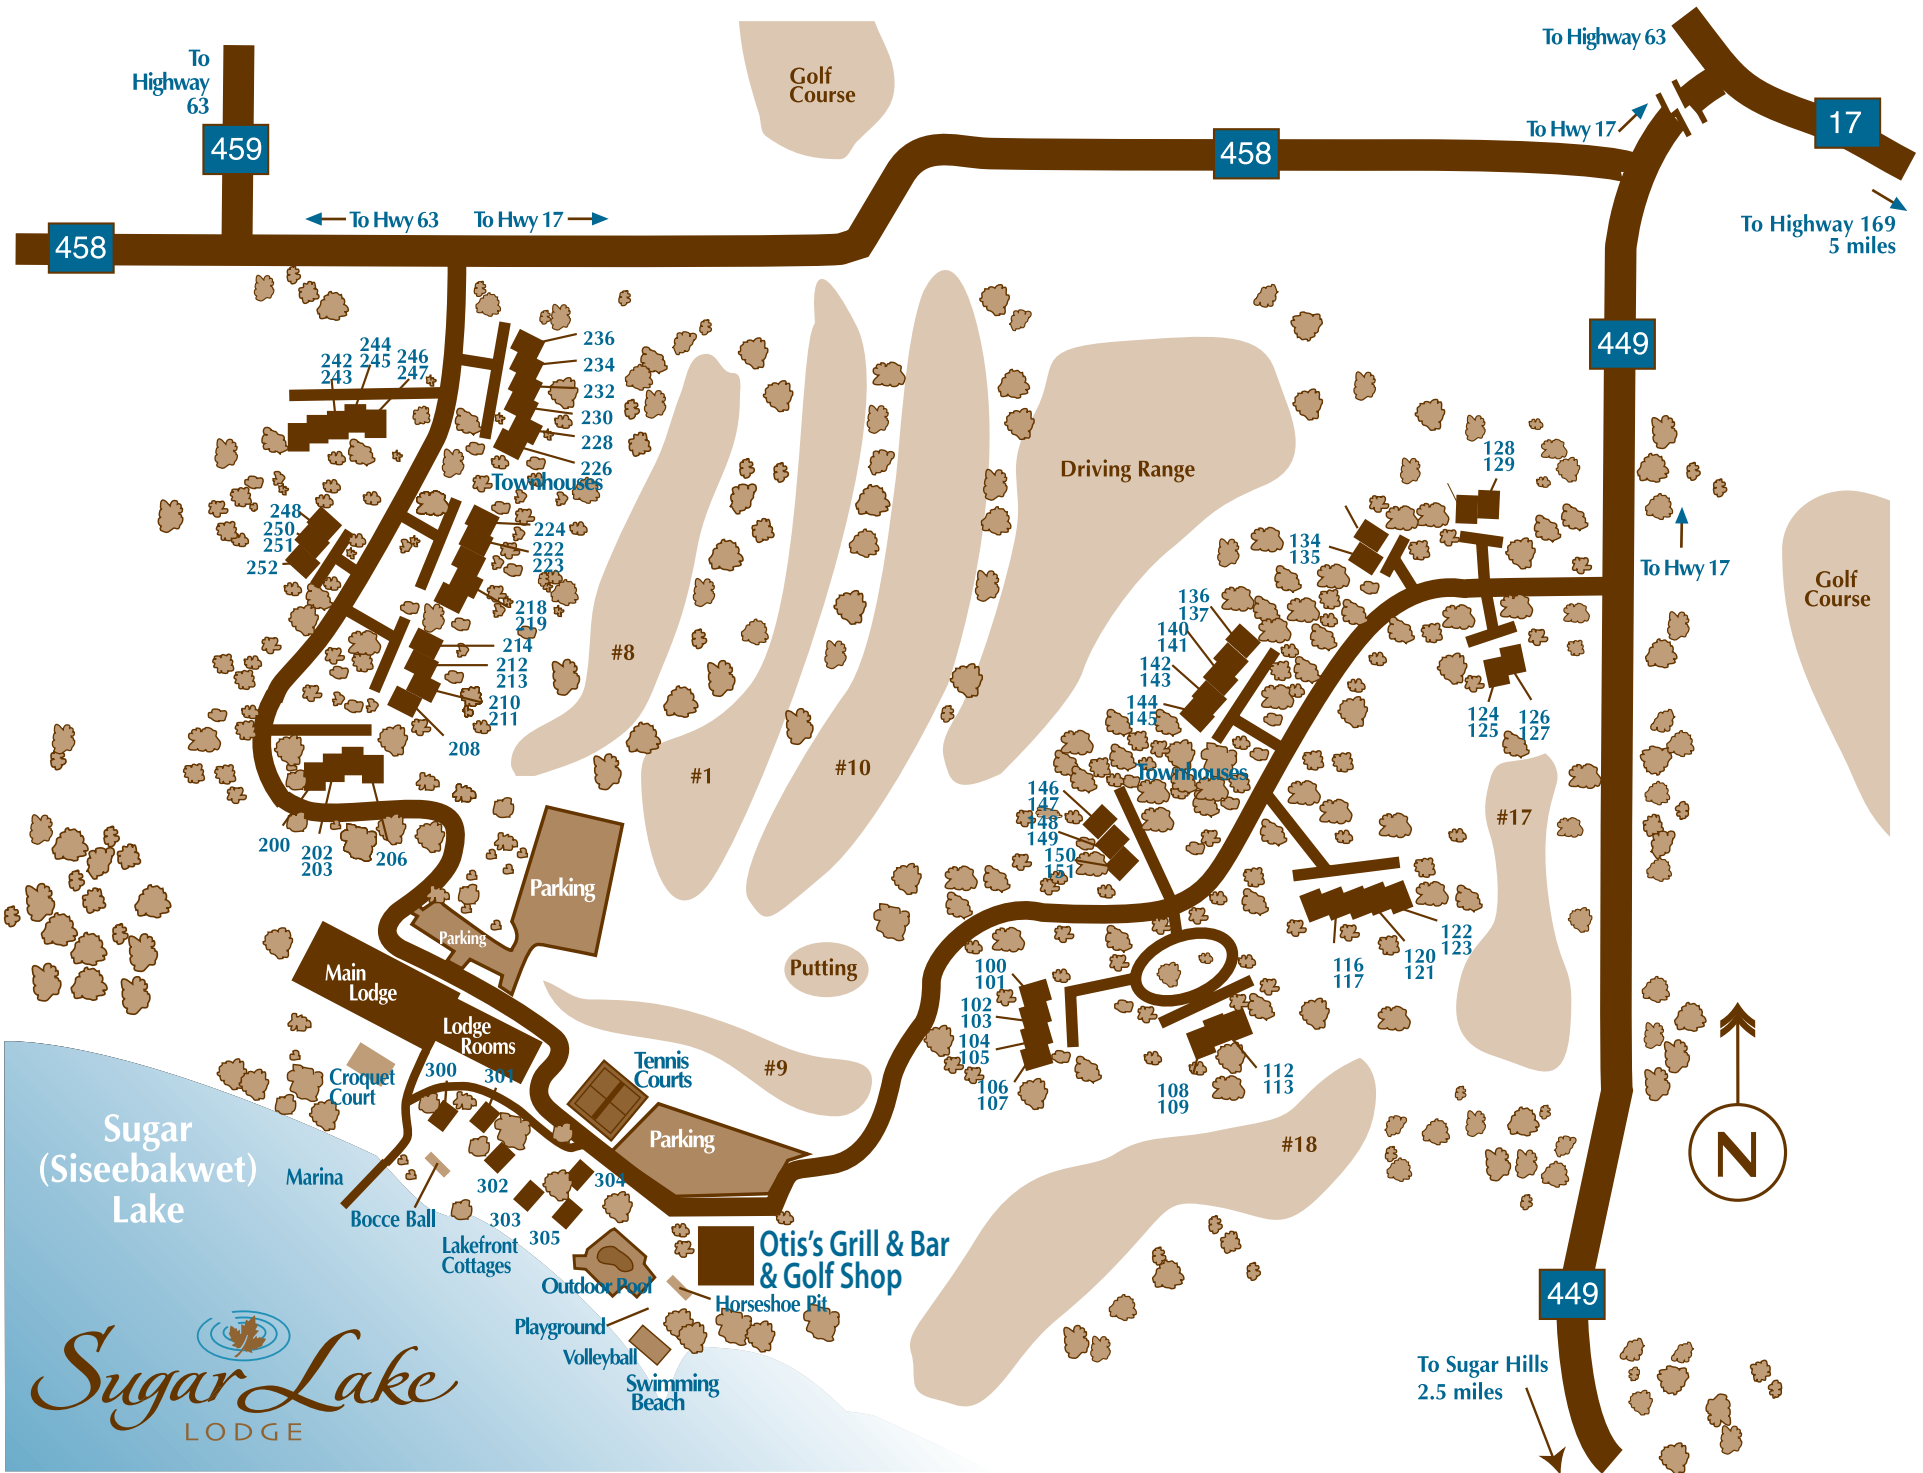 To
Highway
63
459
458
To Hwy 63
To Hwy 17
Golf
Course
458
To Highway 63
To Hwy 17
17
To Highway 169
5 miles
449
242
243
244
245
246
247
236
234
232
230
228
226
Townhouses
248
250
251
252
224
222
223
218
219
214
212
213
210
211
208
200
202
203
206
#8
#1
#10
Driving Range
128
129
134
135
136
137
140
141
142
143
144
145
Townhouses
146
147
148
149
150
151
124
125
126
127
To Hwy 17
Golf
Course
#17
122
123
120
121
116
117
100
101
102
103
104
105
106
107
108
109
112
113
Parking
Parking
Putting
#9
#18
Main
Lodge
Lodge
Rooms
Croquet
Court
300
301
302
303
304
305
Tennis
Courts
Parking
Marina
Bocce Ball
Lakefront
Cottages
Outdoor Pool
Otis's Grill & Bar
& Golf Shop
Horseshoe Pit
Playground
Volleyball
Swimming
Beach
Sugar
(Siseebakwet)
Lake
Sugar Lake
LODGE
N
449
To Sugar Hills
2.5 miles